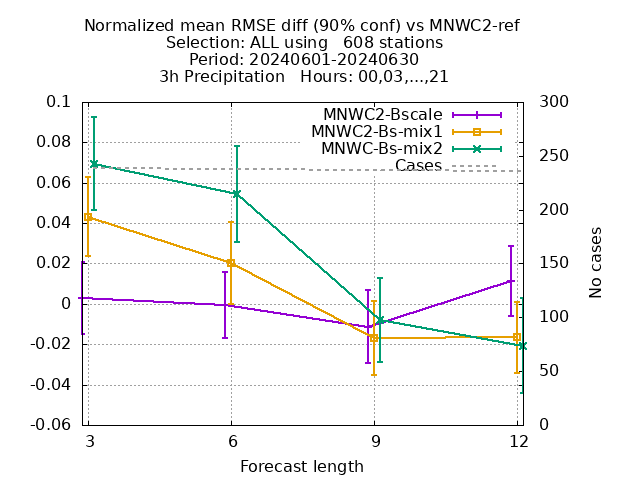 Normalized mean RMSE diff (90% conf) vs MNWC2-ref
Selection: ALL using   608 stations
Period: 20240601-20240630
3h Precipitation   Hours: 00,03,...,21
MNWC2-Bscale
MNWC2-Bs-mix1
MNWC-Bs-mix2
Cases
0.1
0.08
0.06
0.04
0.02
0
-0.02
-0.04
-0.06
300
250
200
150
100
50
0
No cases
3
6
9
12
Forecast length